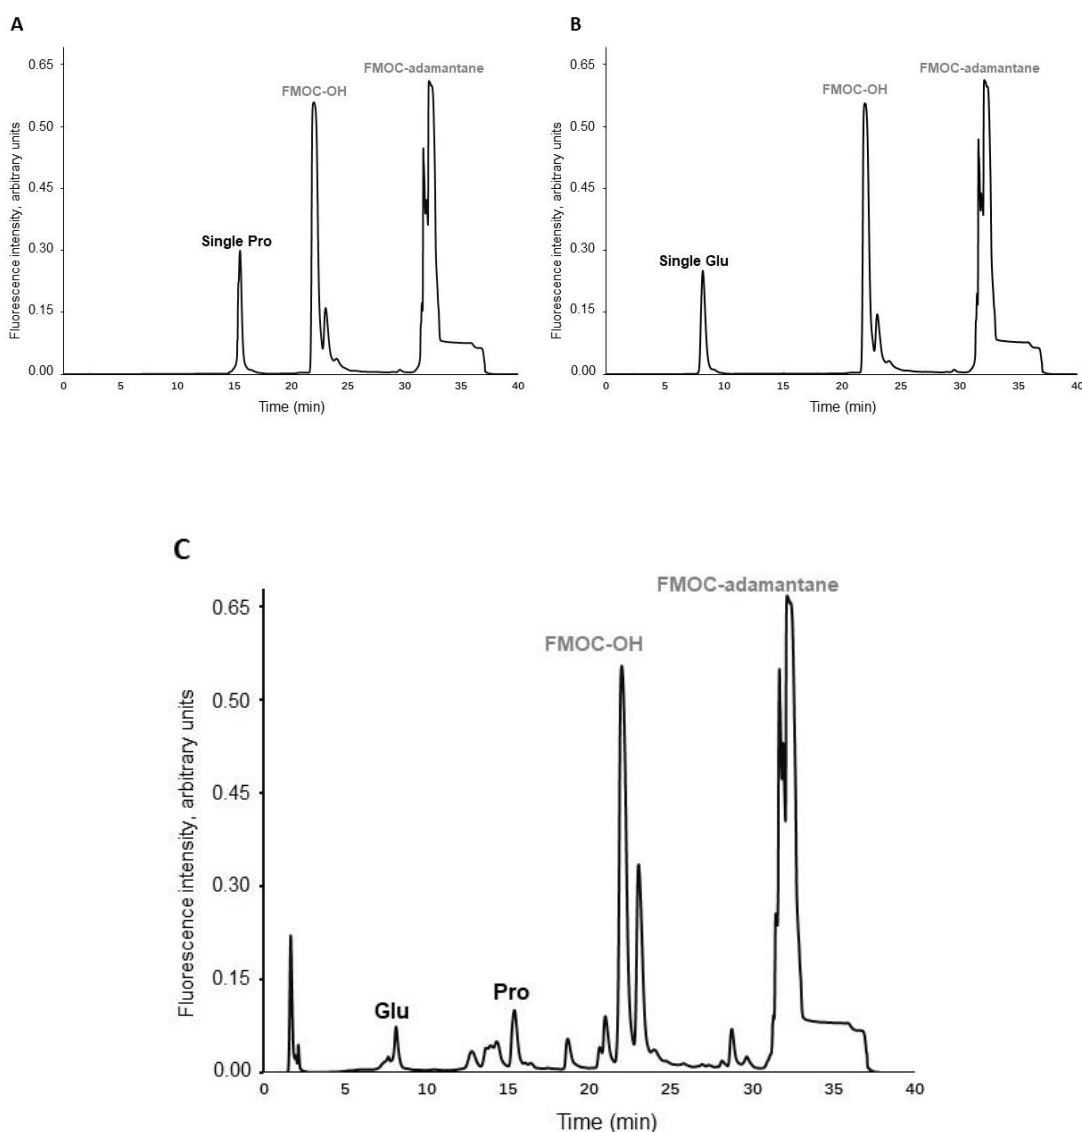 A
Fluorescence intensity, arbitrary units
0.65
0.50
0.45
0.30
0.15
0.00
Single Pro
FMOC-OH
FMOC-adamantane
0 5 10 15 20 25 30 35 40
Time (min)
B
Fluorescence intensity, arbitrary units
0.65
0.50
0.45
0.30
0.15
0.00
Single Glu
FMOC-OH
FMOC-adamantane
0 5 10 20 25 30 35 40
Time (min)
C
Fluorescence intensity, arbitrary units
0.65
0.50
0.45
0.30
0.15
0.00
Glu
Pro
FMOC-OH
FMOC-adamantane
0 5 10 15 20 25 30 35 40
Time (min)